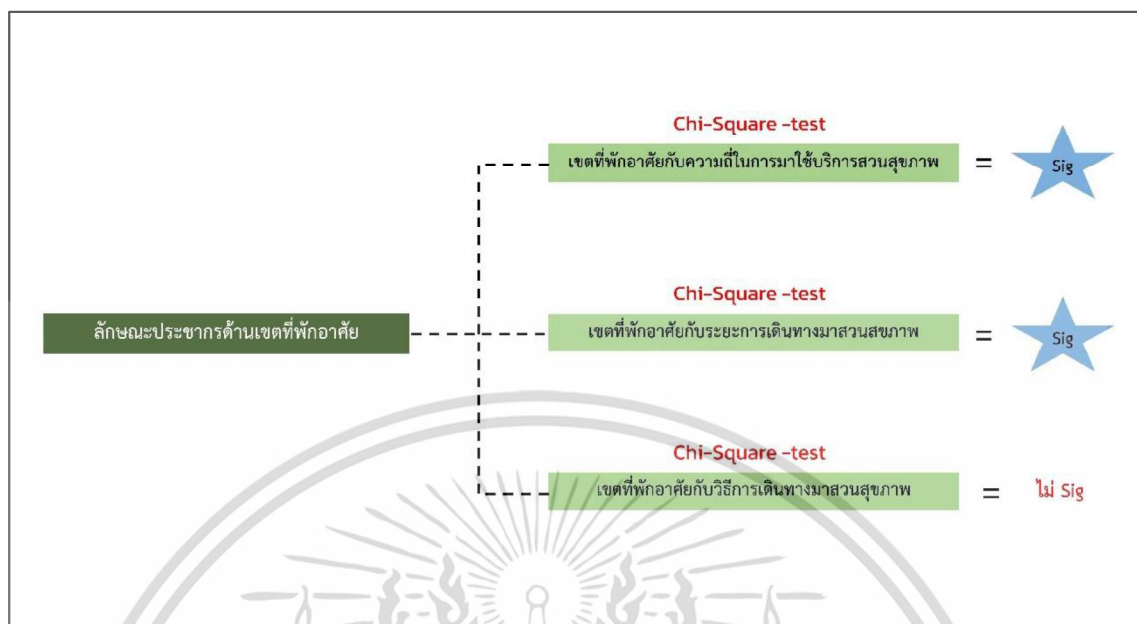 Chi-Square -test
เขตที่พักอาศัยกับความถี่ในการมาใช้บริการสวนสุขภาพ = Sig
Chi-Square -test
ลักษณะประชากรด้านเขตที่พักอาศัย
เขตที่พักอาศัยกับระยะการเดินทางมาสวนสขภาพ = Sig
Chi-Square -test
เขตที่พักอาศัยกับวิธีการเดินทางมาสวนสุขภาพ = ไม่ Sig